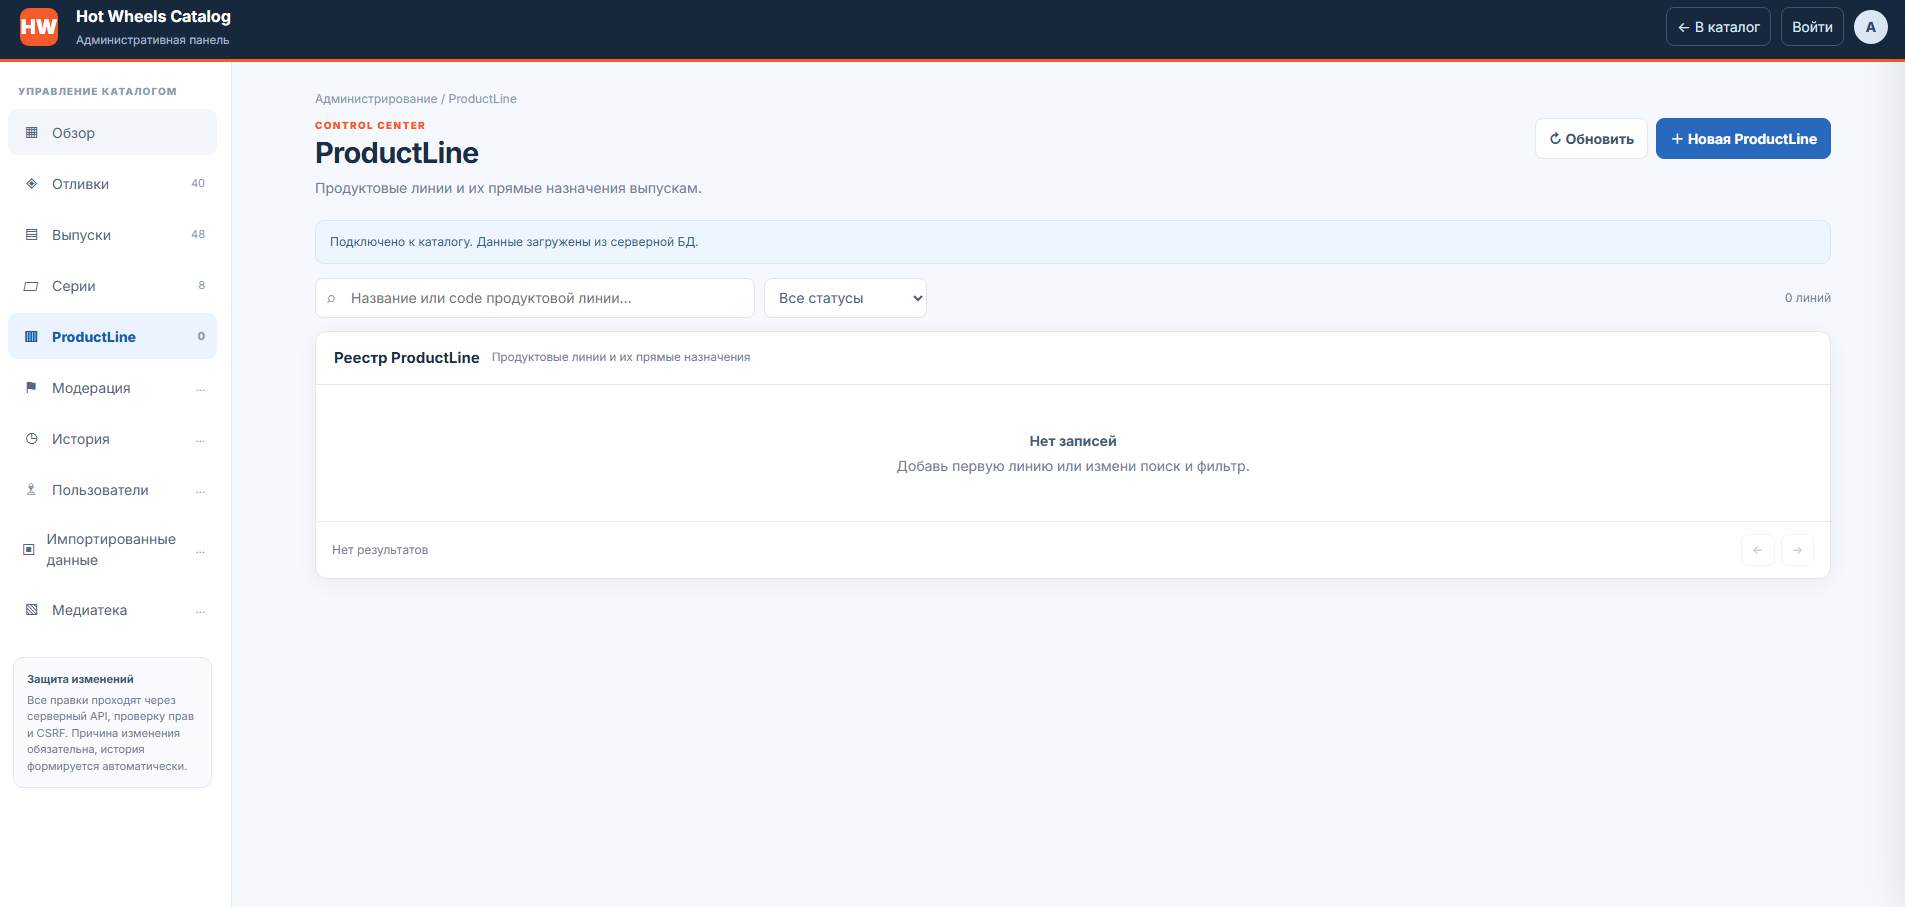 HW
Hot Wheels Catalog
Административная панель
← В каталог
Войти
A
УПРАВЛЕНИЕ КАТАЛОГОМ
Обзор
Отливки 40
Выпуски 48
Серии 8
ProductLine 0
Модерация ...
История ...
Пользователи ...
Импортированные
данные ...
Медиатека ...
Защита изменений
Все правки проходят через
серверный API, проверку прав
и CSRF. Причина изменения
обязательна, история
формируется автоматически.
Администрирование / ProductLine
CONTROL CENTER
ProductLine
Продуктовые линии и их прямые назначения выпускам.
↻ Обновить
+ Новая ProductLine
Подключено к каталогу. Данные загружены из серверной БД.
Название или code продуктовой линии...
Все статусы
0 линий
Реестр ProductLine Продуктовые линии и их прямые назначения
Нет записей
Добавь первую линию или измени поиск и фильтр.
Нет результатов
← →